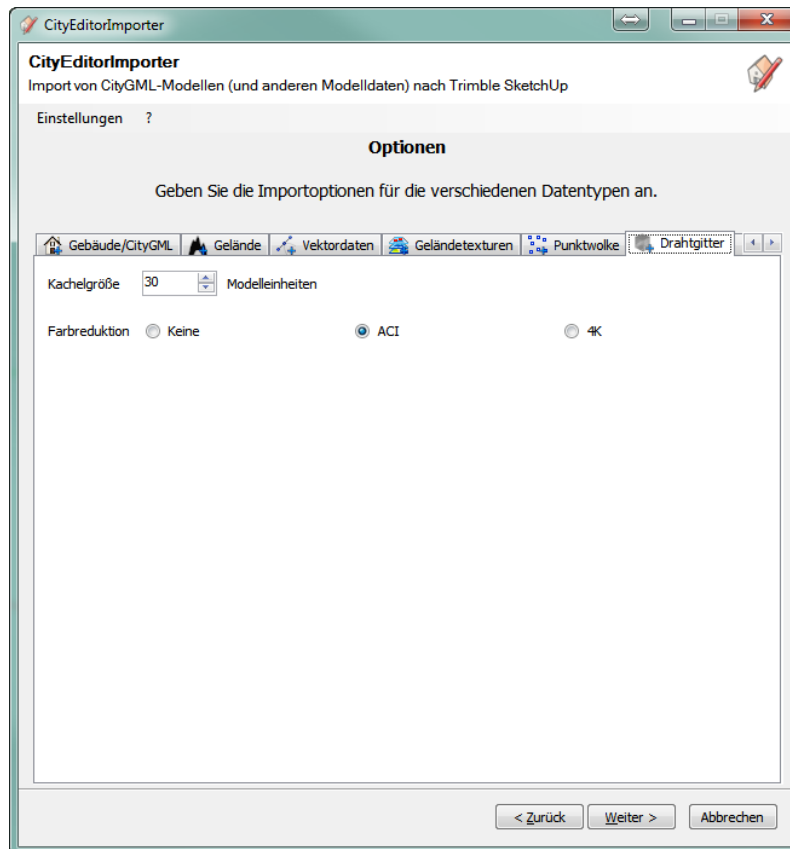 CityEditorImporter
CityEditorImporter
Import von CityGML-Modellen (und anderen Modelldaten) nach Trimble SketchUp
Einstellungen ?
Optionen
Geben Sie die Importoptionen für die verschiedenen Datentypen an.
Gebäude/CityGML Gelände Vektordaten Geländetexturen Punktwolke Drahtgitter
Kachelgröße 30 Modelleinheiten
Farbreduktion Keine ACI 4K
< Zurück Weiter > Abbrechen